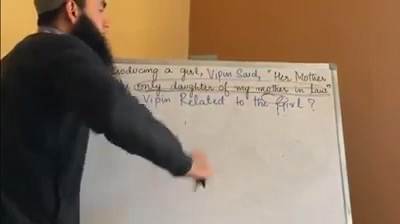 roducing a girl, Vipin Said, "Her Mother
only daughter of my mother in law"
Vipin Related to the Girl ?